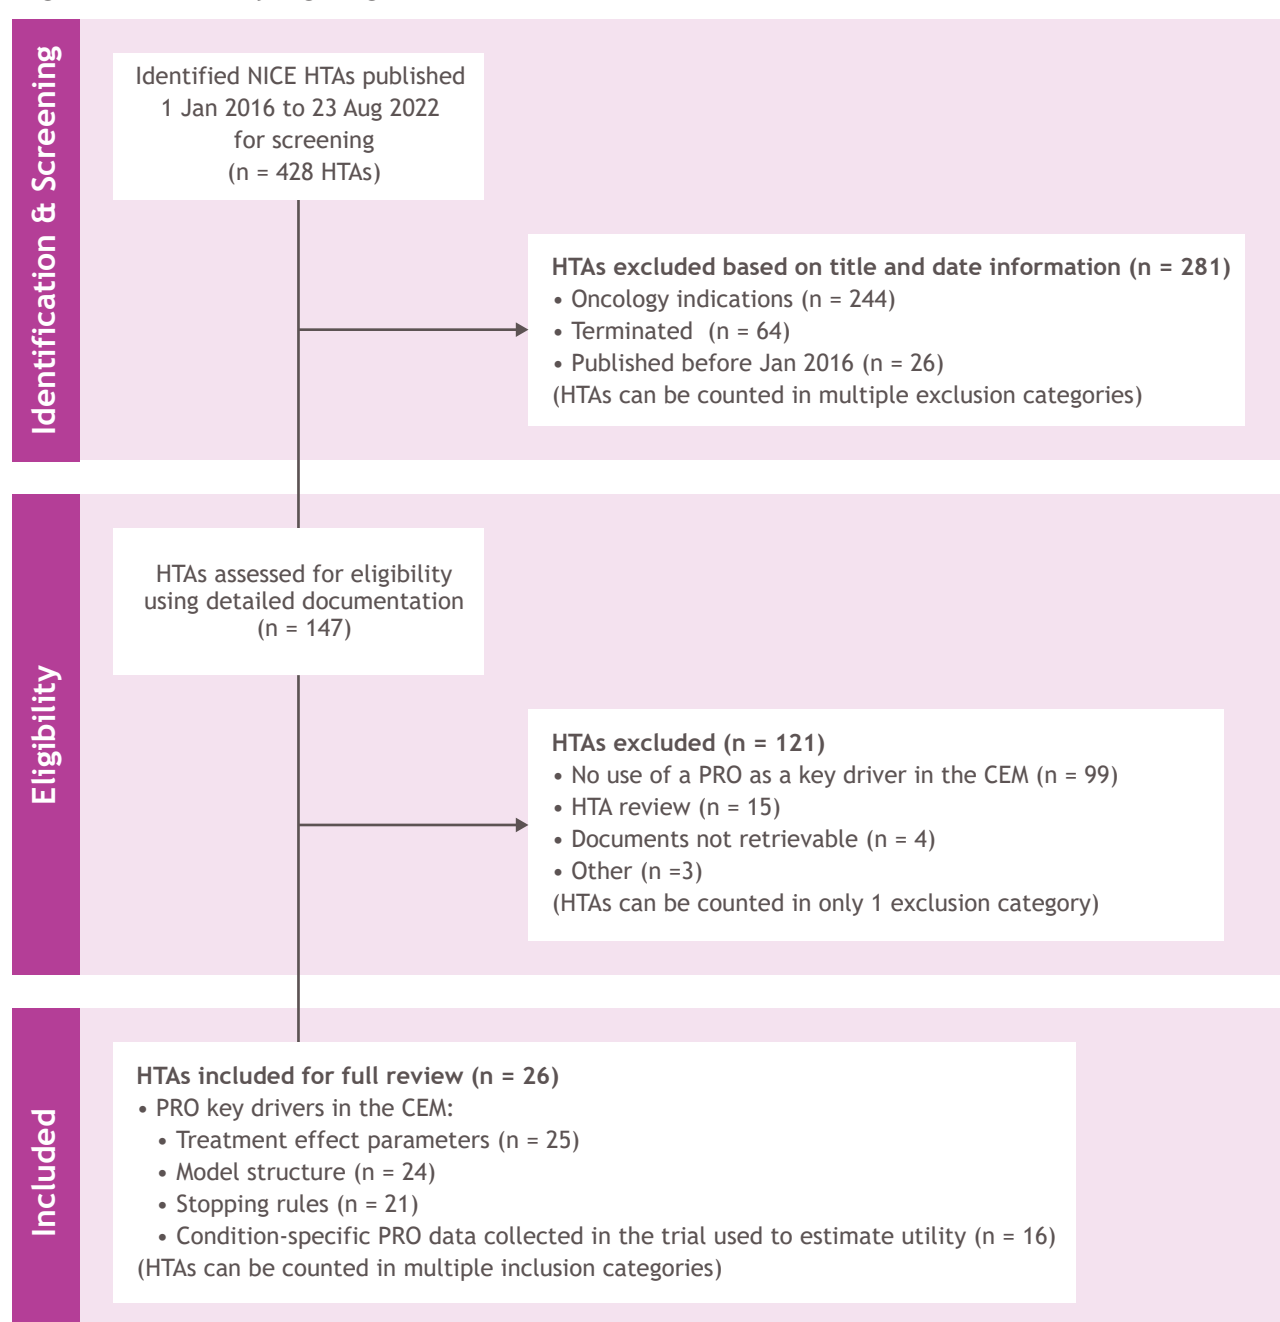 Identification & Screening
Identified NICE HTAs published
1 Jan 2016 to 23 Aug 2022
for screening
(n = 428 HTAs)
HTAs excluded based on title and date information (n = 281)
• Oncology indications (n = 244)
• Terminated (n = 64)
• Published before Jan 2016 (n = 26)
(HTAs can be counted in multiple exclusion categories)
Eligibility
HTAs assessed for eligibility
using detailed documentation
(n = 147)
HTAs excluded (n = 121)
• No use of a PRO as a key driver in the CEM (n = 99)
• HTA review (n = 15)
• Documents not retrievable (n = 4)
• Other (n =3)
(HTAs can be counted in only 1 exclusion category)
Included
HTAs included for full review (n = 26)
• PRO key drivers in the CEM:
• Treatment effect parameters (n = 25)
• Model structure (n = 24)
• Stopping rules (n = 21)
• Condition-specific PRO data collected in the trial used to estimate utility (n = 16)
(HTAs can be counted in multiple inclusion categories)